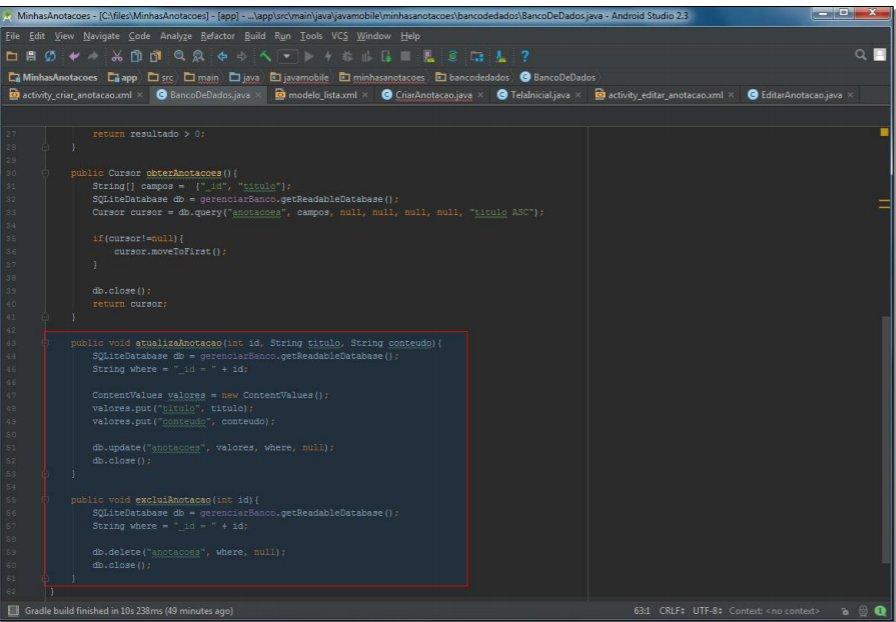 MinhasAnotacoes - [C:\files\MinhasAnotacoes] - [app] - ...\app\src\main\java\javamobile\minhasanotacoes\bancodedados\BancoDeDados.java - Android Studio 2.3
File Edit View Navigate Code Analyze Refactor Build Run Tools VCS Window Help
MinhasAnotacoes app src main java javamobile minhasanotacoes bancodedados BancoDeDados
activity_criar_anotacao.xml BancoDeDados.java modelo_lista.xml CriarAnotacao.java TelaInicial.java activity_editar_anotacao.xml EditarAnotacao.java
27 return resultado > 0;
28 }
29
30 public Cursor obterAnotacoes(){
31 String[] campos = {"_id", "titulo"};
32 SQLiteDatabase db = gerenciarBanco.getReadableDatabase();
33 Cursor cursor = db.query("anotacoes", campos, null, null, null, null, "titulo ASC");
34
35 if(cursor!=null){
36 cursor.moveToFirst();
37 }
38
39 db.close();
40 return cursor;
41 }
42
43 public void atualizaAnotacao(int id, String titulo, String conteudo){
44 SQLiteDatabase db = gerenciarBanco.getReadableDatabase();
45 String where = "_id = " + id;
46
47 ContentValues valores = new ContentValues();
48 valores.put("titulo", titulo);
49 valores.put("conteudo", conteudo);
50
51 db.update("anotacoes", valores, where, null);
52 db.close();
53 }
54
55 public void excluiAnotacao(int id){
56 SQLiteDatabase db = gerenciarBanco.getReadableDatabase();
57 String where = "_id = " + id;
58
59 db.delete("anotacoes", where, null);
60 db.close();
61 }
62 }
Gradle build finished in 10s 238ms (49 minutes ago) 63:1 CRLF UTF-8 Context: <no context> 1